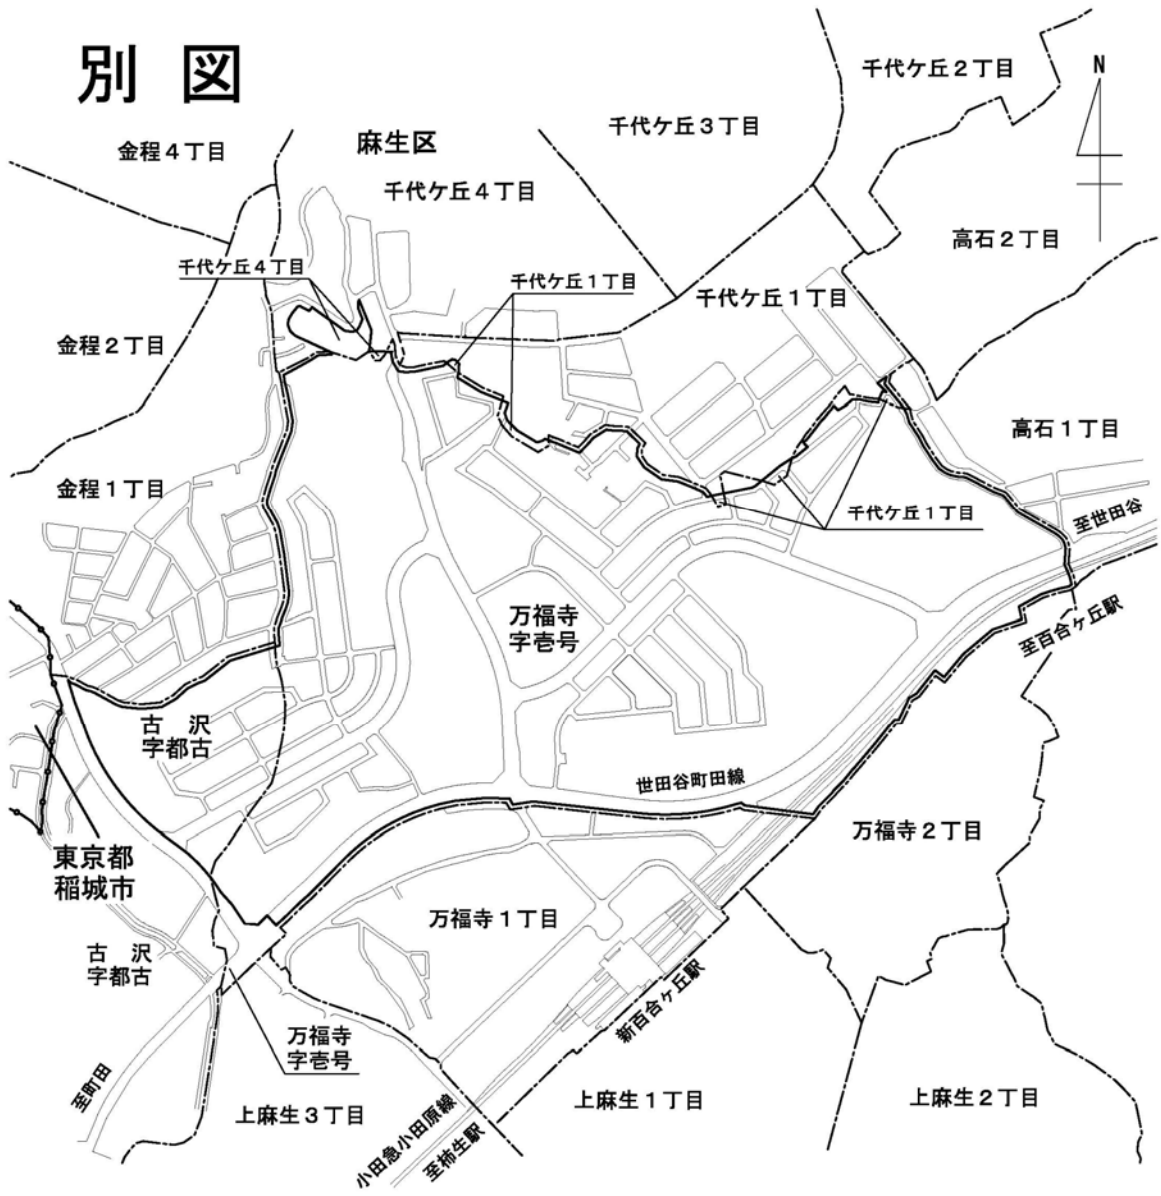 別 図
千代ケ丘２丁目
N
千代ケ丘３丁目
麻生区
金程４丁目
千代ケ丘４丁目
高石２丁目
千代ケ丘４丁目
千代ケ丘１丁目
千代ケ丘１丁目
金程２丁目
高石１丁目
金程１丁目
千代ケ丘１丁目
至世田谷
万福寺
字壱号
至百合ヶ丘駅
古 沢
字都古
世田谷町田線
万福寺２丁目
東京都
稲城市
万福寺１丁目
古 沢
字都古
新百合ヶ丘駅
万福寺
字壱号
至町田
上麻生３丁目
上麻生１丁目
上麻生２丁目
小田急小田原線
至柿生駅